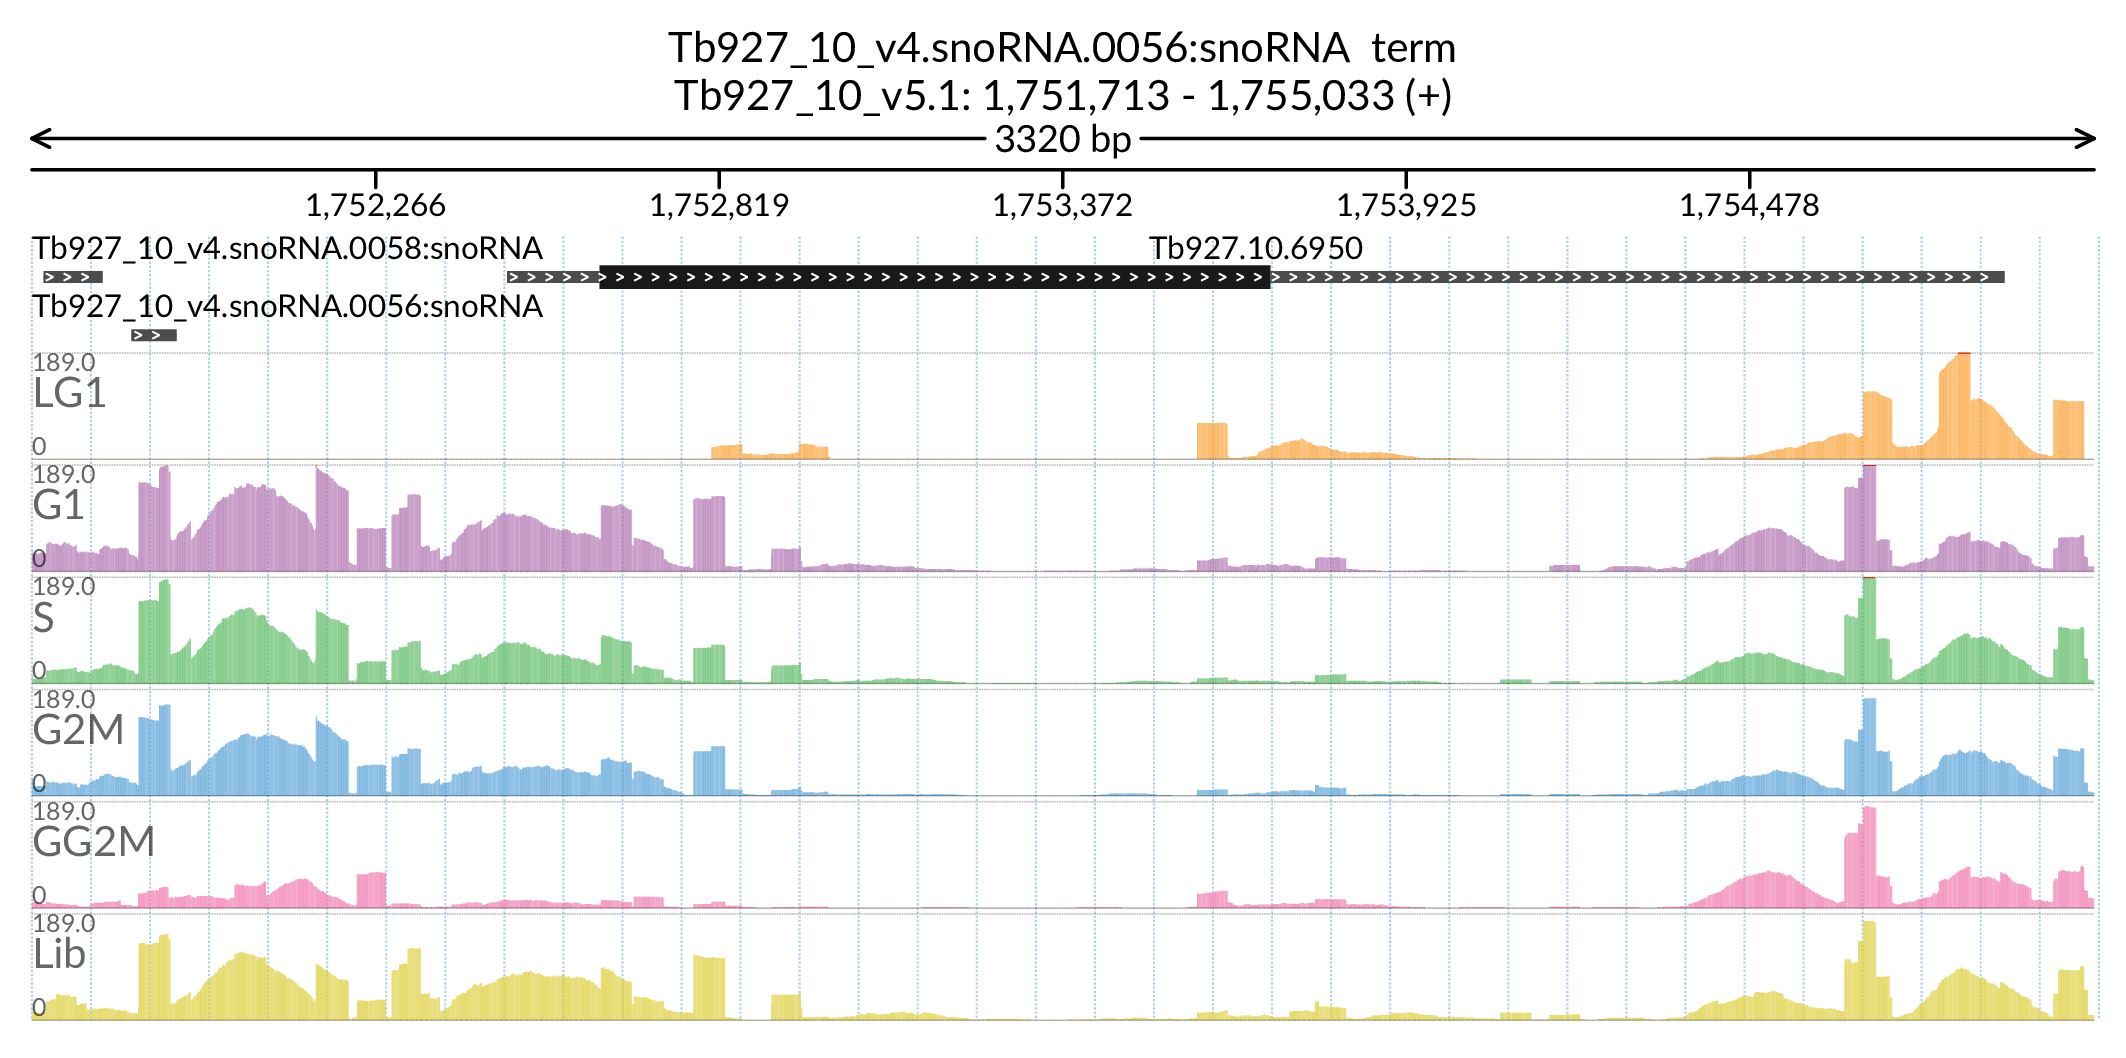 Tb927_10_v4.snoRNA.0056:snoRNA term
Tb927_10_v5.1: 1,751,713 - 1,755,033 (+)
3320 bp
1,752,266 1,752,819 1,753,372 1,753,925 1,754,478
Tb927_10_v4.snoRNA.0058:snoRNA Tb927.10.6950
Tb927_10_v4.snoRNA.0056:snoRNA
189.0
LG1
0
189.0
G1
0
189.0
S
0
189.0
G2M
0
189.0
GG2M
0
189.0
Lib
0